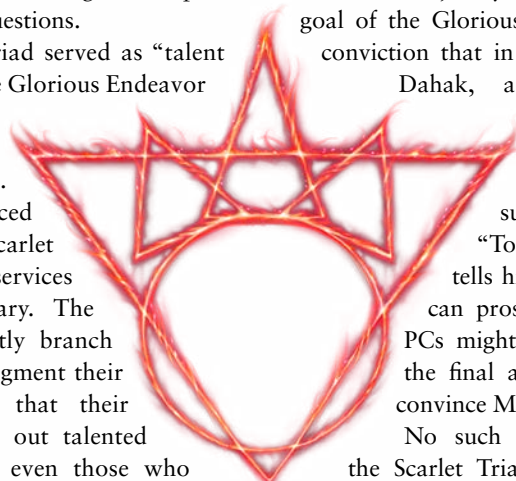 uestions.
riad served as “talent
e Glorious Endeavor
.
ced
carlet
services
ary. The
tly branch
gment their
that their
out talented
even those who
goal of the Glorious
conviction that in
Dahak, a
su
“To
tells h
can pros
PCs might
the final a
convince M
No such
the Scarlet Tria